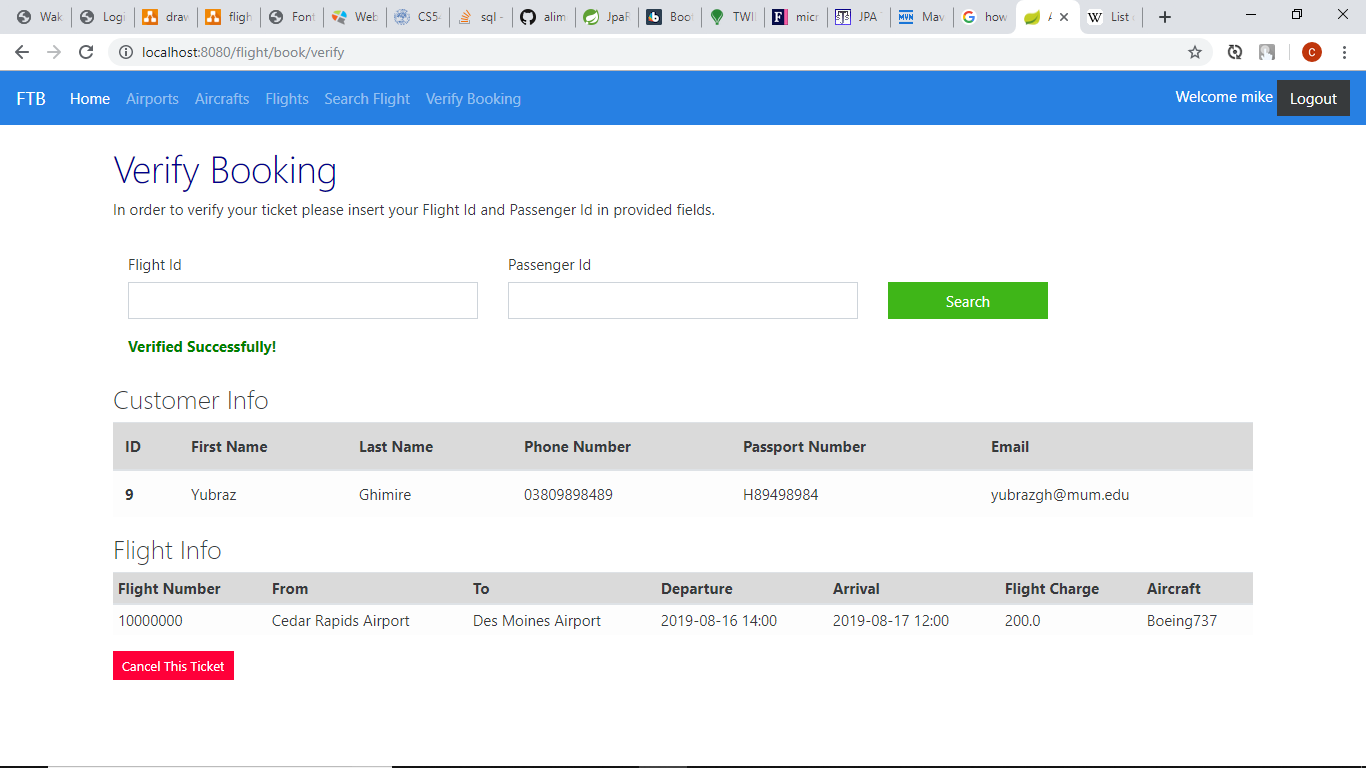 Wak Logi draw fligh Font Web CS54 sql - alim JpaR Boot TWI micr JPA Mav how List
localhost:8080/flight/book/verify
C
FTB Home Airports Aircrafts Flights Search Flight Verify Booking Welcome mike Logout
Verify Booking
In order to verify your ticket please insert your Flight Id and Passenger Id in provided fields.
Flight Id Passenger Id
Search
Verified Successfully!
Customer Info
ID First Name Last Name Phone Number Passport Number Email
9 Yubraz Ghimire 03809898489 H89498984 yubrazgh@mum.edu
Flight Info
Flight Number From To Departure Arrival Flight Charge Aircraft
10000000 Cedar Rapids Airport Des Moines Airport 2019-08-16 14:00 2019-08-17 12:00 200.0 Boeing737
Cancel This Ticket